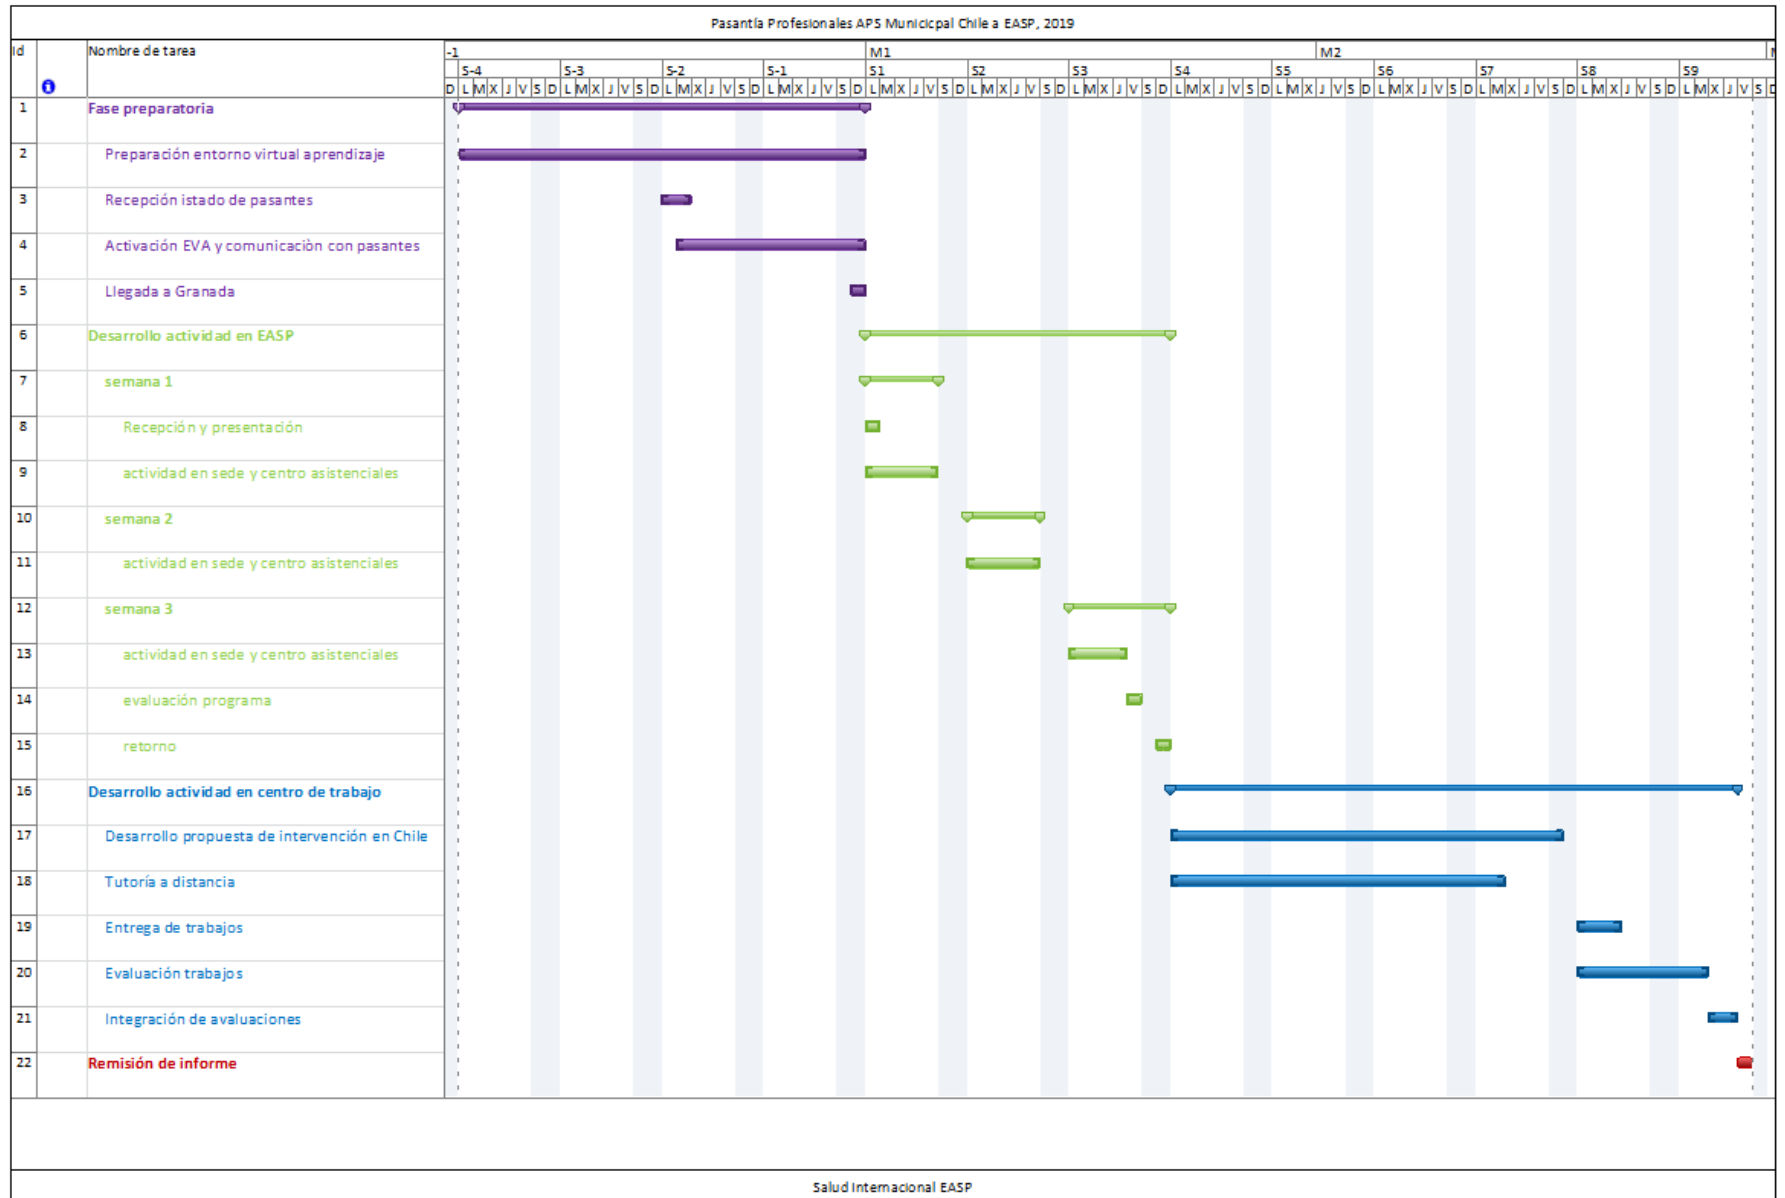 Pasantía Profesionales APS Municicpal Chile a EASP, 2019
Id Nombre de tarea -1 M1 M2
S-4 S-3 S-2 S-1 S1 S2 S3 S4 S5 S6 S7 S8 S9
D L M X J V S D L M X J V S D L M X J V S D L M X J V S D L M X J V S D L M X J V S D L M X J V S D L M X J V S D L M X J V S D L M X J V S D L M X J V S D L M X J V S D L M X J V S D
1 Fase preparatoria
2 Preparación entorno virtual aprendizaje
3 Recepción istado de pasantes
4 Activación EVA y comunicaciòn con pasantes
5 Llegada a Granada
6 Desarrollo actividad en EASP
7 semana 1
8 Recepción y presentación
9 actividad en sede y centro asistenciales
10 semana 2
11 actividad en sede y centro asistenciales
12 semana 3
13 actividad en sede y centro asistenciales
14 evaluación programa
15 retorno
16 Desarrollo actividad en centro de trabajo
17 Desarrollo propuesta de intervención en Chile
18 Tutoría a distancia
19 Entrega de trabajos
20 Evaluación trabajos
21 Integración de avaluaciones
22 Remisión de informe
Salud Internacional EASP